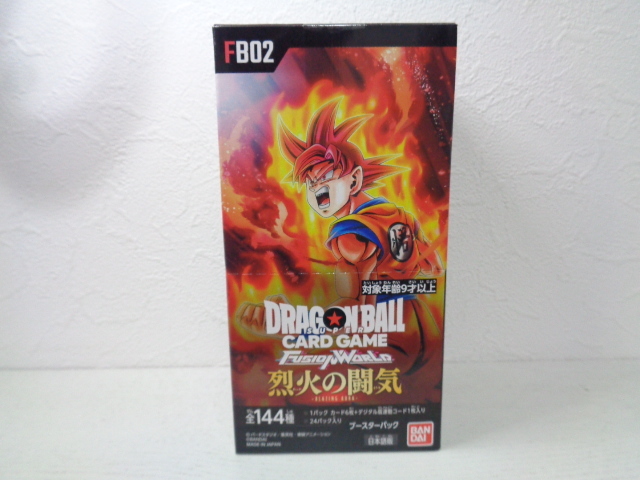 FB02
対象年齢9才以上
DRAGON BALL
SUPER
CARD GAME
FUSION WORLD
烈火の闘気
-BLAZING AURA-
全144種
・1パック カード6枚+デジタル版連動コード1枚入り
・24パック入り
ブースターパック
日本語版
BANDAI
MADE IN JAPAN